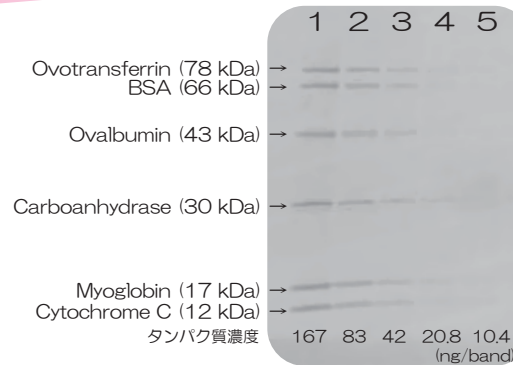 1 2 3 4 5
Ovotransferrin (78 kDa) →
BSA (66 kDa) →
Ovalbumin (43 kDa) →
Carboanhydrase (30 kDa) →
Myoglobin (17 kDa) →
Cytochrome C (12 kDa) →
タンパク質濃度 167 83 42 20.8 10.4
(ng/band)